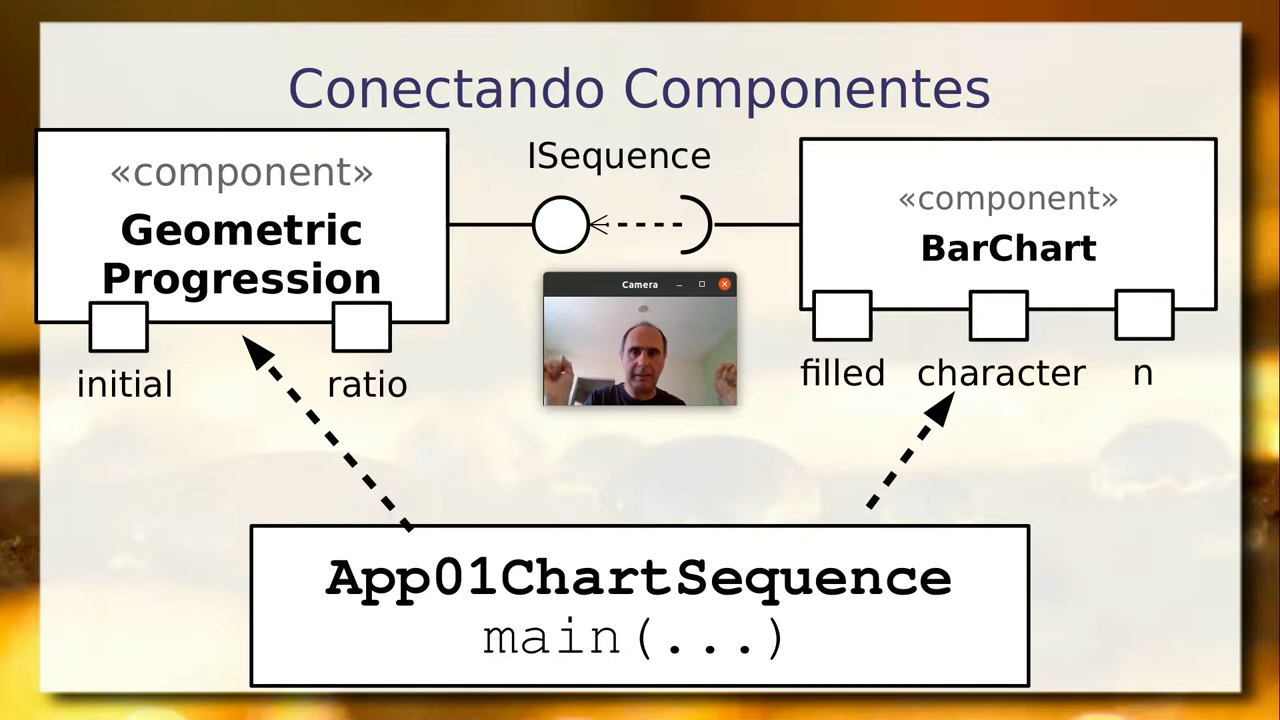 Conectando Componentes
«component»
Geometric
Progression
initial
ratio
ISequence
Camera
«component»
BarChart
filled
character
n
App01ChartSequence
main(...)